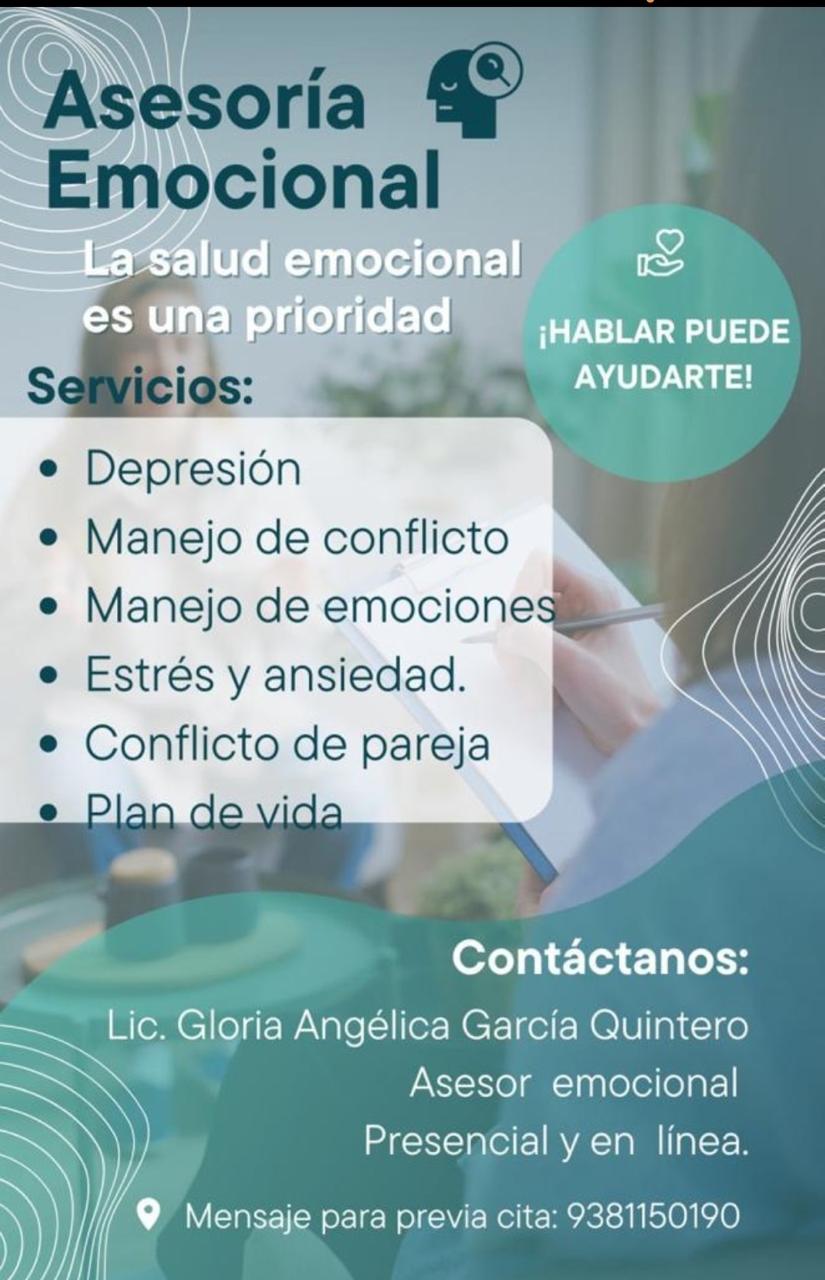 Asesoría
Emocional
La salud emocional
es una prioridad
¡HABLAR PUEDE
AYUDARTE!
Servicios:
• Depresión
• Manejo de conflicto
• Manejo de emociones
• Estrés y ansiedad.
• Conflicto de pareja
• Plan de vida
Contáctanos:
Lic. Gloria Angélica García Quintero
Asesor emocional
Presencial y en línea.
Mensaje para previa cita: 9381150190